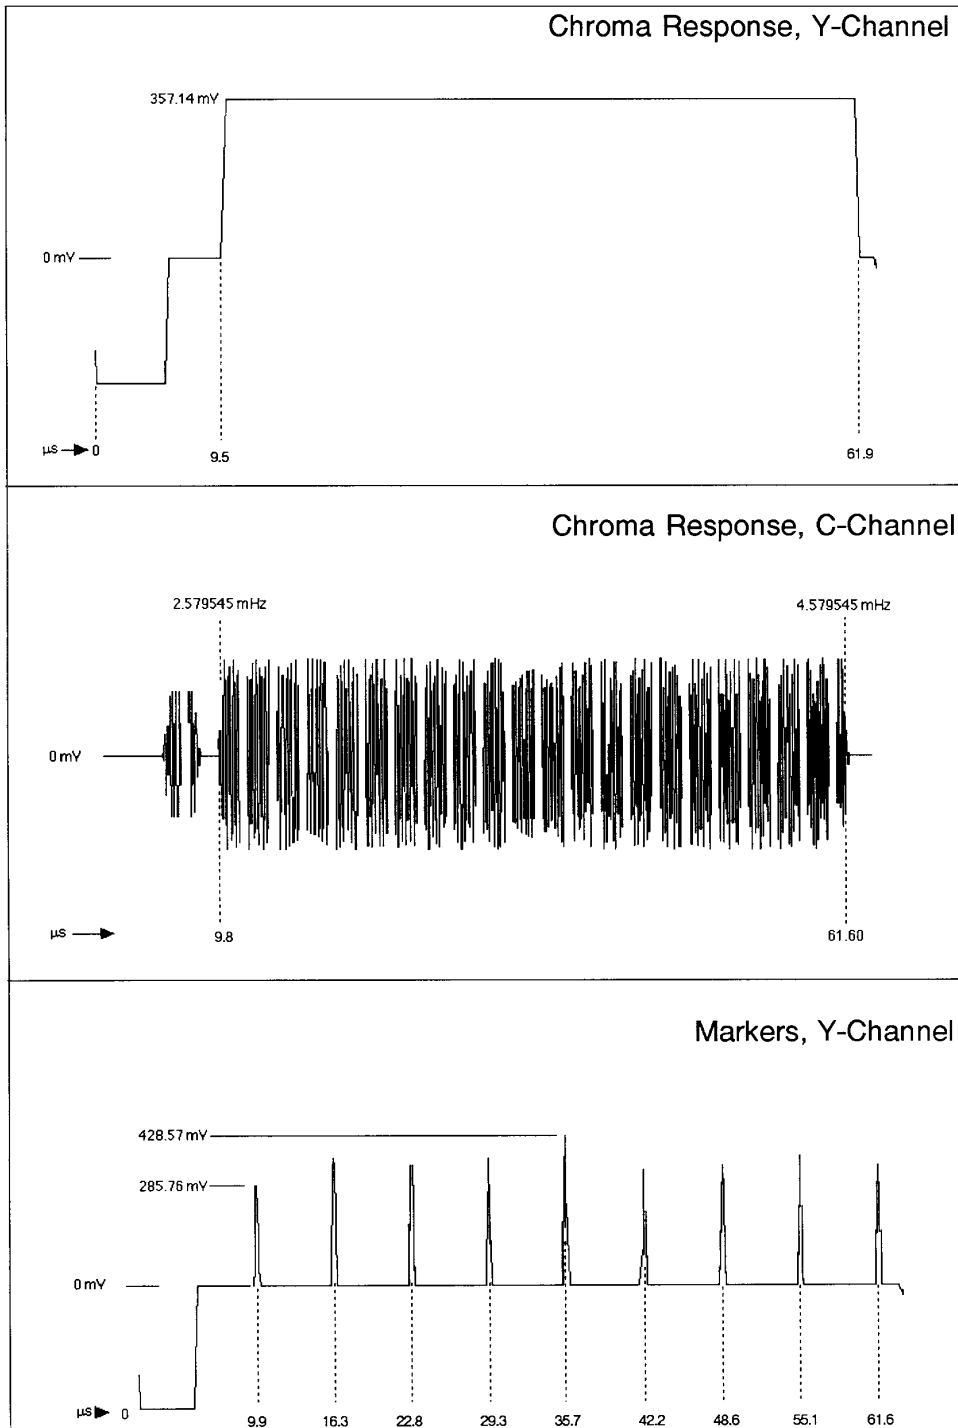 Chroma Response, Y-Channel
357.14 mV
0 mV
µs 0
9.5
61.9
Chroma Response, C-Channel
2.579545 mHz
4.579545 mHz
0 mV
µs
9.8
61.60
Markers, Y-Channel
428.57 mV
285.76 mV
0 mV
µs 0
9.9 16.3 22.8 29.3 35.7 42.2 48.6 55.1 61.6